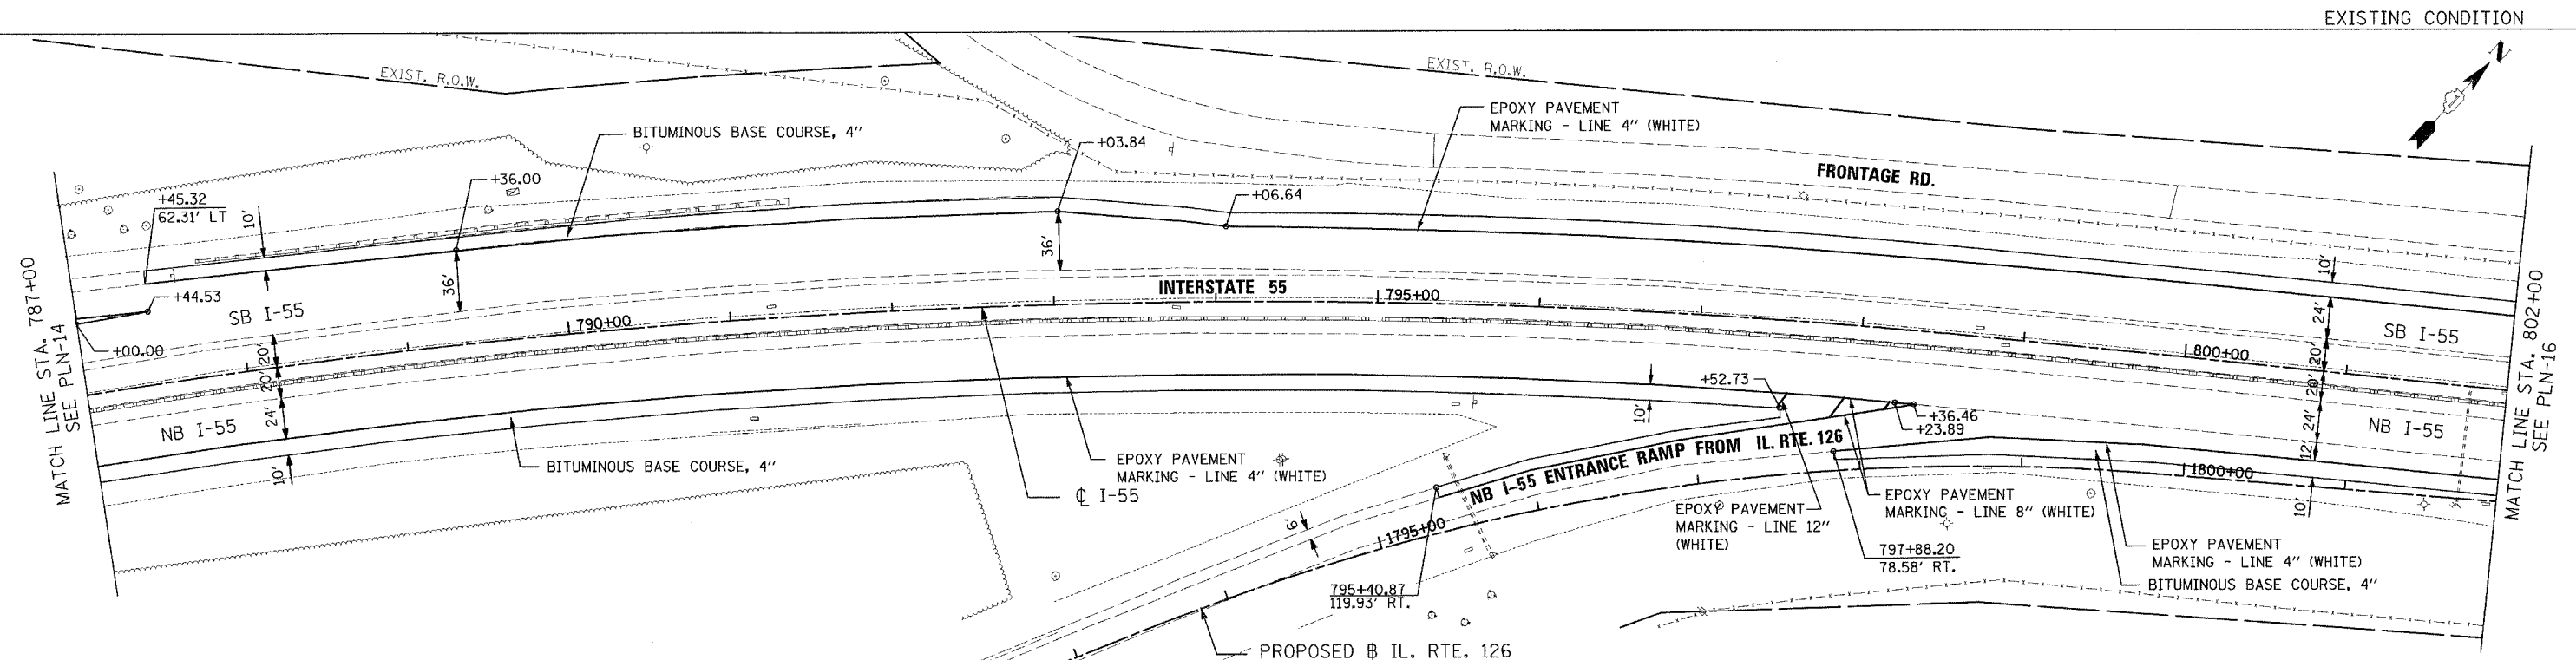 EXISTING CONDITION
N
EXIST. R.O.W.
EXIST. R.O.W.
BITUMINOUS BASE COURSE, 4"
EPOXY PAVEMENT
MARKING - LINE 4" (WHITE)
+03.84
FRONTAGE RD.
+36.00
+45.32
62.31' LT
10'
+06.64
36'
36'
10'
+44.53
SB I-55
INTERSTATE 55
795+00
790+00
24'
SB I-55
+00.00
20'
20'
800+00
20'
20'
MATCH LINE STA. 787+00
SEE PLN-14
MATCH LINE STA. 802+00
SEE PLN-16
+52.73
10'
24'
NB I-55
+36.46
+23.89
24'
NB I-55
12'
10'
BITUMINOUS BASE COURSE, 4"
EPOXY PAVEMENT
MARKING - LINE 4" (WHITE)
℄ I-55
NB I-55 ENTRANCE RAMP FROM IL. RTE. 126
1800+00
10'
EPOXY PAVEMENT
MARKING - LINE 12"
(WHITE)
EPOXY PAVEMENT
MARKING - LINE 8" (WHITE)
6'
1795+00
797+88.20
78.58' RT.
EPOXY PAVEMENT
MARKING - LINE 4" (WHITE)
BITUMINOUS BASE COURSE, 4"
795+40.87
119.93' RT.
PROPOSED B IL. RTE. 126